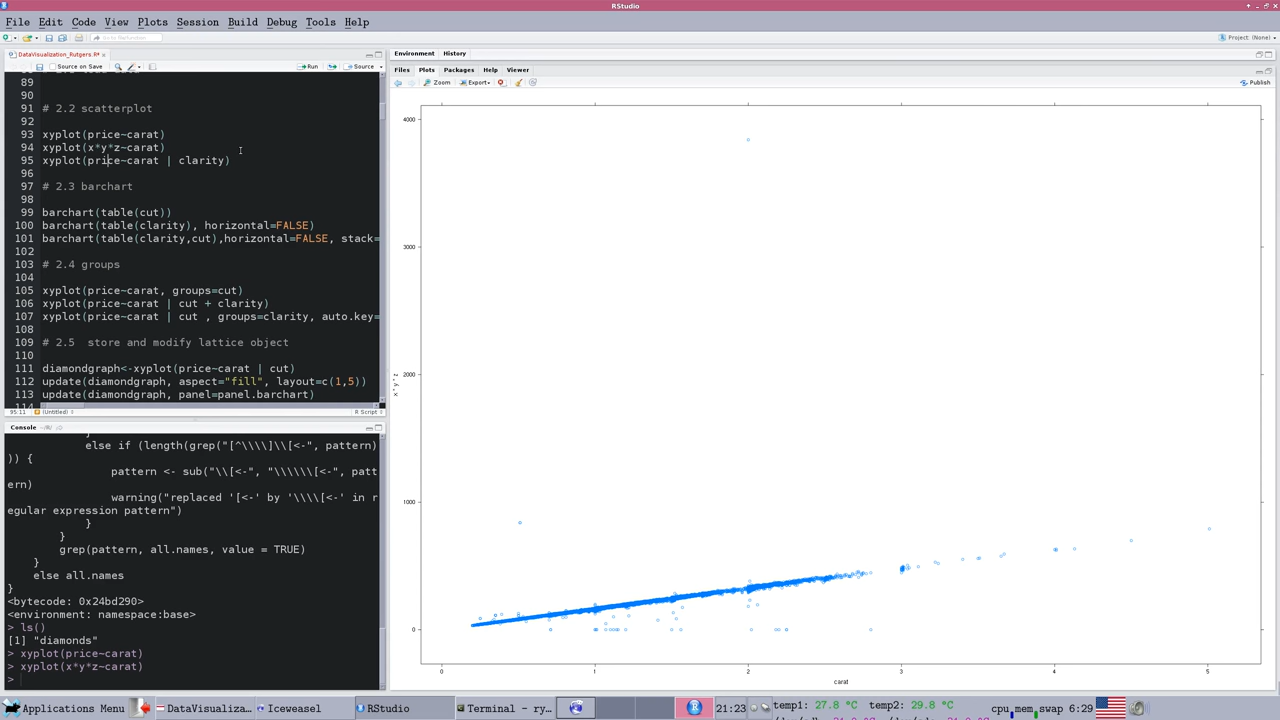 RStudio
File Edit Code View Plots Session Build Debug Tools Help
Go to file/function
Project: (None)
DataVisualization_Rutgers.R*
Source on Save
Run
Source
89
90
91 # 2.2 scatterplot
92
93 xyplot(price~carat)
94 xyplot(x*y*z~carat)
95 xyplot(price~carat | clarity)
96
97 # 2.3 barchart
98
99 barchart(table(cut))
100 barchart(table(clarity), horizontal=FALSE)
101 barchart(table(clarity,cut),horizontal=FALSE, stack=
102
103 # 2.4 groups
104
105 xyplot(price~carat, groups=cut)
106 xyplot(price~carat | cut + clarity)
107 xyplot(price~carat | cut , groups=clarity, auto.key=
108
109 # 2.5  store and modify lattice object
110
111 diamondgraph<-xyplot(price~carat | cut)
112 update(diamondgraph, aspect="fill", layout=c(1,5))
113 update(diamondgraph, panel=panel.barchart)
95:11 (Untitled) R Script
Console ~/R/
}
else if (length(grep("[^\\\\]\\[<-", pattern)
)) {
pattern <- sub("\\[<-", "\\\\\\[<-", patt
ern)
warning("replaced '[<-' by '\\\\[<-' in r
egular expression pattern")
}
}
grep(pattern, all.names, value = TRUE)
}
else all.names
}
<bytecode: 0x24bd290>
<environment: namespace:base>
> ls()
[1] "diamonds"
> xyplot(price~carat)
> xyplot(x*y*z~carat)
>
Environment History
Files Plots Packages Help Viewer
Zoom Export
Publish
4000
3000
2000
1000
0
x * y * z
0 1 2 3 4 5
carat
Applications Menu DataVisualiza... Iceweasel RStudio Terminal - ry... 21:23 temp1: 27.8 °C temp2: 29.8 °C cpu mem swap 6:29